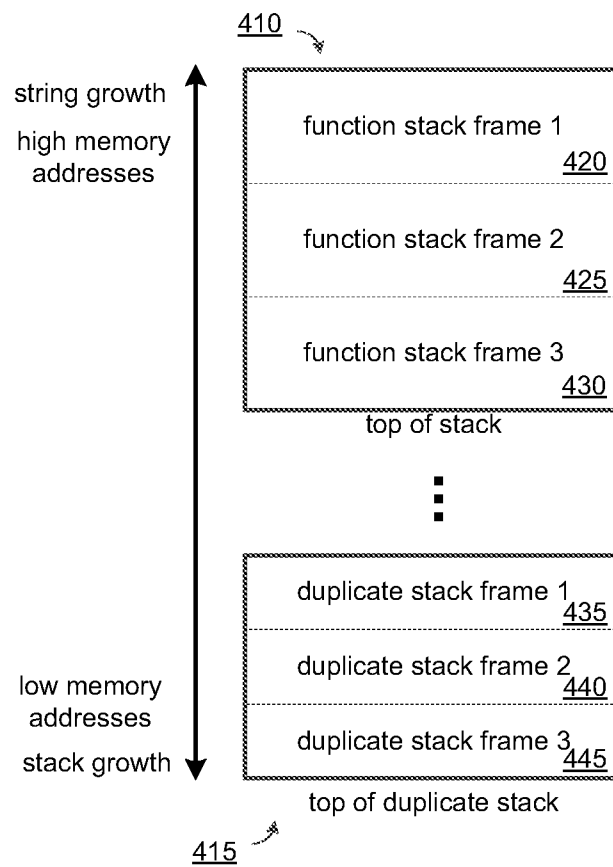 410
string growth
high memory
addresses
function stack frame 1
420
function stack frame 2
425
function stack frame 3
430
top of stack
duplicate stack frame 1
435
duplicate stack frame 2
440
low memory
addresses
stack growth
duplicate stack frame 3
445
top of duplicate stack
415